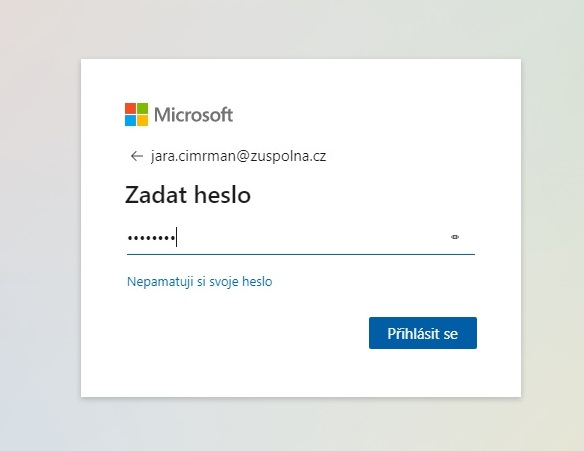 Microsoft
← jara.cimrman@zuspolna.cz
Zadat heslo
••••••••
Nepamatuji si svoje heslo
Přihlásit se